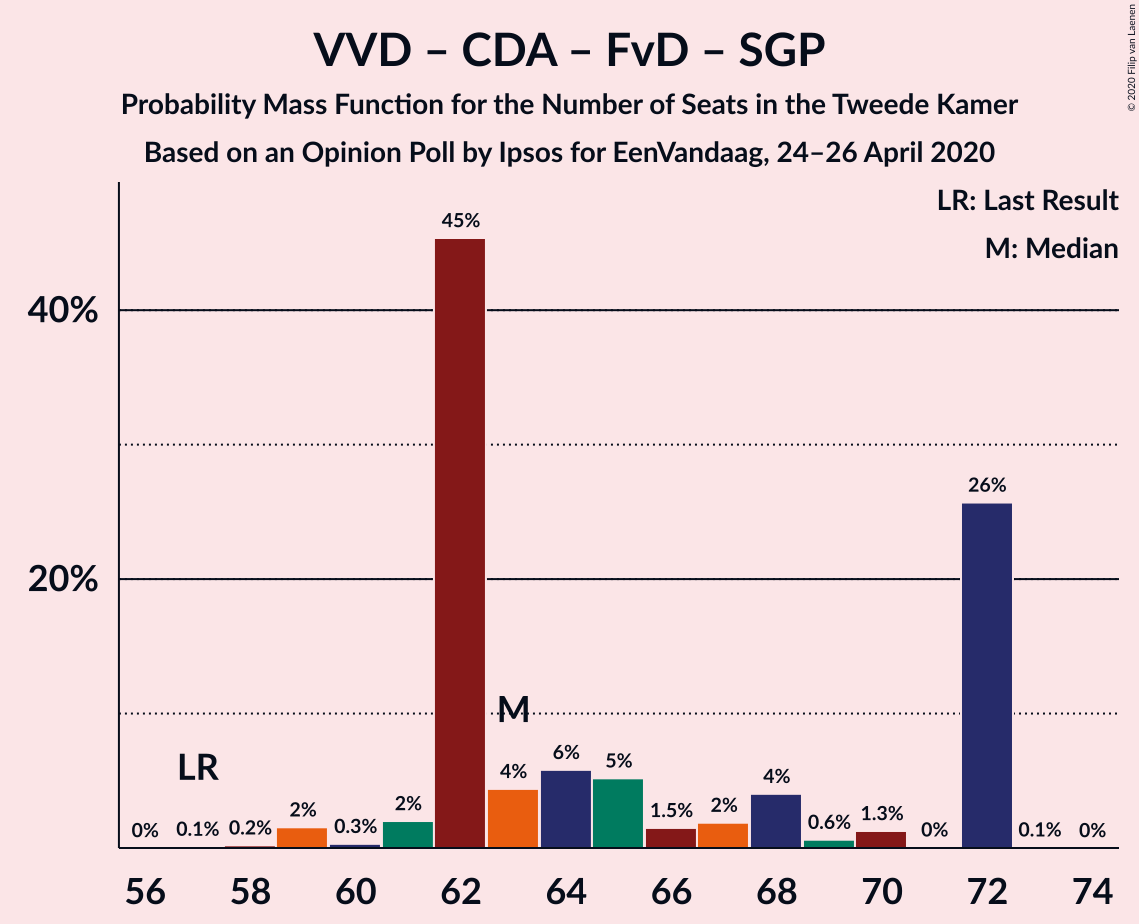 VVD – CDA – FvD – SGP
Probability Mass Function for the Number of Seats in the Tweede Kamer
Based on an Opinion Poll by Ipsos for EenVandaag, 24–26 April 2020
© 2020 Filip van Laenen
LR: Last Result
M: Median
45%
40%
26%
20%
M
LR
0% 0.1% 0.2% 2% 0.3% 2% 4% 6% 5% 1.5% 2% 4% 0.6% 1.3% 0% 0.1% 0%
56 58 60 62 64 66 68 70 72 74